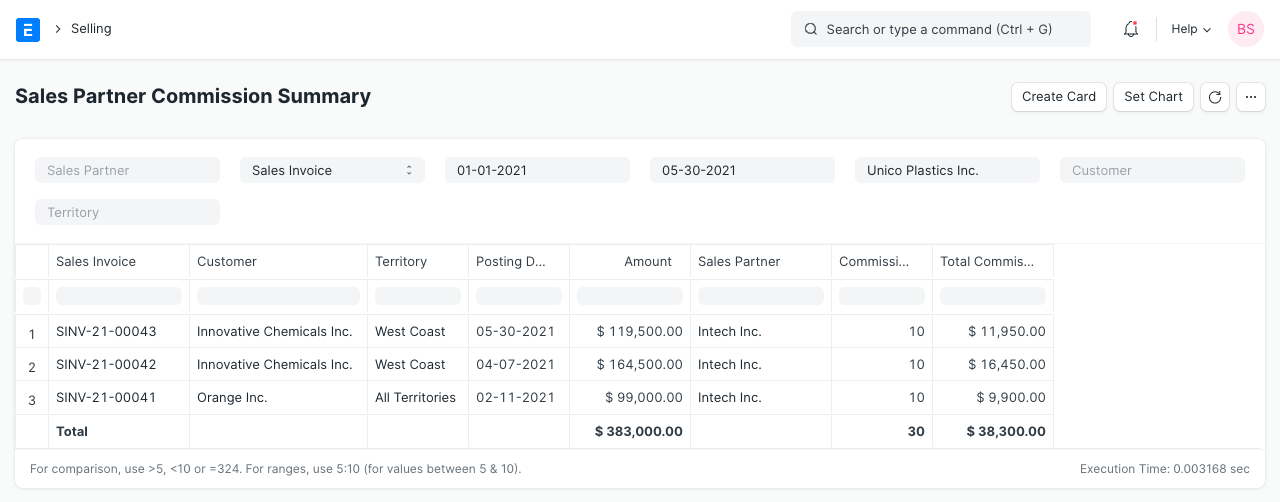 E > Selling Search or type a command (Ctrl + G) Help BS
Sales Partner Commission Summary Create Card Set Chart ...
Sales Partner Sales Invoice 01-01-2021 05-30-2021 Unico Plastics Inc. Customer
Territory
Sales Invoice Customer Territory Posting D... Amount Sales Partner Commissi... Total Commis...
1 SINV-21-00043 Innovative Chemicals Inc. West Coast 05-30-2021 $ 119,500.00 Intech Inc. 10 $ 11,950.00
2 SINV-21-00042 Innovative Chemicals Inc. West Coast 04-07-2021 $ 164,500.00 Intech Inc. 10 $ 16,450.00
3 SINV-21-00041 Orange Inc. All Territories 02-11-2021 $ 99,000.00 Intech Inc. 10 $ 9,900.00
Total $ 383,000.00 30 $ 38,300.00
For comparison, use >5, <10 or =324. For ranges, use 5:10 (for values between 5 & 10). Execution Time: 0.003168 sec